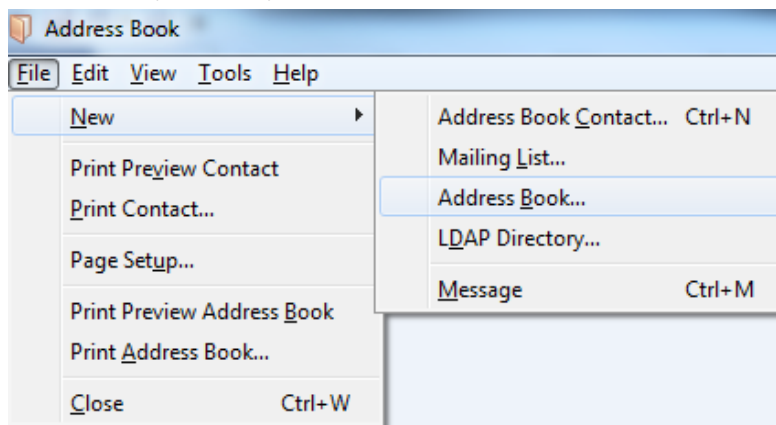 Address Book
File Edit View Tools Help
New
Print Preview Contact
Print Contact...
Page Setup...
Print Preview Address Book
Print Address Book...
Close Ctrl+W
Address Book Contact... Ctrl+N
Mailing List...
Address Book...
LDAP Directory...
Message Ctrl+M